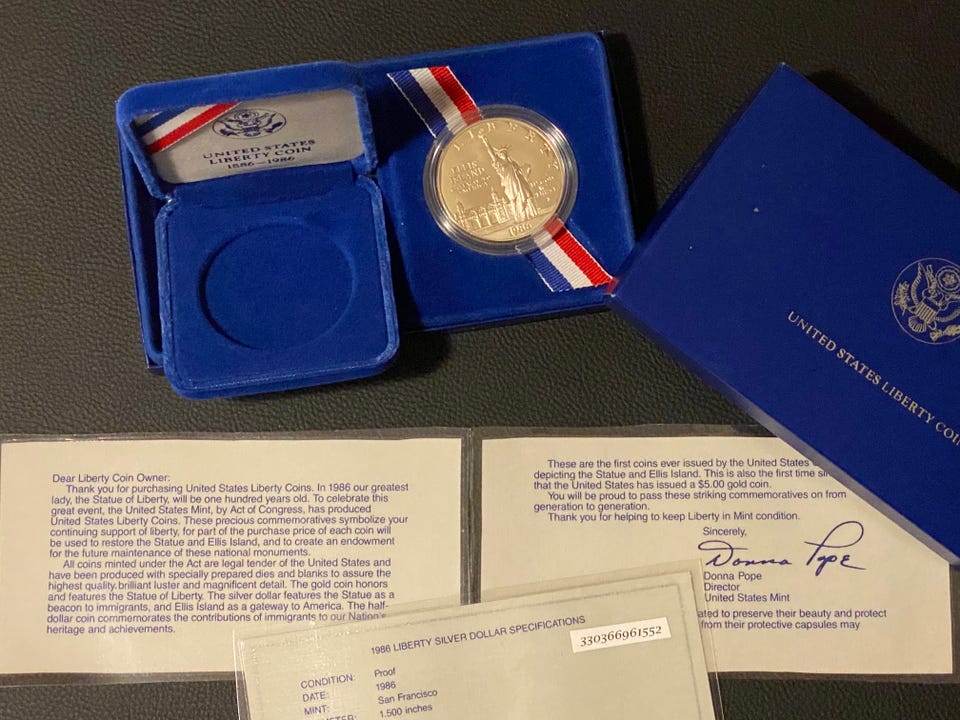 UNITED STATES
LIBERTY COIN
1886–1986
LIBERTY
ELLIS
ISLAND
1986
UNITED STATES LIBERTY COIN
Dear Liberty Coin Owner:
Thank you for purchasing United States Liberty Coins. In 1986 our greatest
lady, the Statue of Liberty, will be one hundred years old. To celebrate this
great event, the United States Mint, by Act of Congress, has produced
United States Liberty Coins. These precious commemoratives symbolize your
continuing support of liberty, for part of the purchase price of each coin will
be used to restore the Statue and Ellis Island, and to create an endowment
for the future maintenance of these national monuments.
All coins minted under the Act are legal tender of the United States and
have been produced with specially prepared dies and blanks to assure the
highest quality, brilliant luster and magnificent detail. The gold coin honors
and features the Statue of Liberty. The silver dollar features the Statue as a
beacon to immigrants, and Ellis Island as a gateway to America. The half-
dollar coin commemorates the contributions of immigrants to our Nation's
heritage and achievements.
These are the first coins ever issued by the United States
depicting the Statue and Ellis Island. This is also the first time
that the United States has issued a $5.00 gold coin.
You will be proud to pass these striking commemoratives on from
generation to generation.
Thank you for helping to keep Liberty in Mint condition.
Sincerely,
Donna Pope
Donna Pope
Director
United States Mint
ated to preserve their beauty and protect
from their protective capsules may
1986 LIBERTY SILVER DOLLAR SPECIFICATIONS
330366961552
CONDITION: Proof
DATE: 1986
MINT: San Francisco
1.500 inches